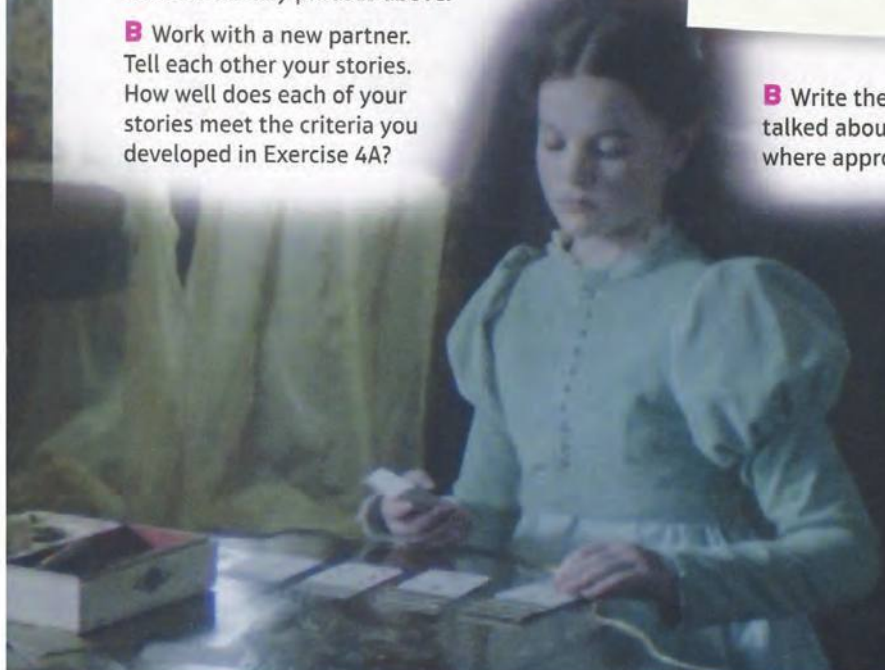 B Work with a new partner.
Tell each other your stories.
How well does each of your
stories meet the criteria you
developed in Exercise 4A?
B Write the
talked abou
where appro